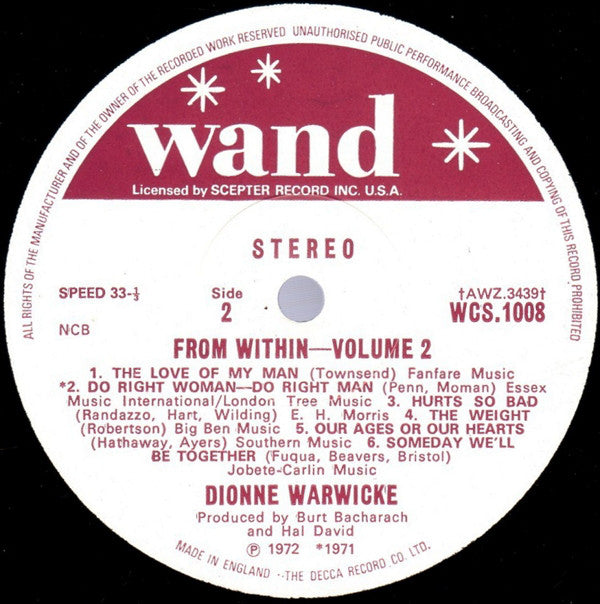 ALL RIGHTS OF THE MANUFACTURER AND OF THE OWNER OF THE RECORDED WORK RESERVED UNAUTHORISED PUBLIC PERFORMANCE BROADCASTING AND COPYING OF THIS RECORD PROHIBITED
wand
Licensed by SCEPTER RECORD INC. U.S.A.
STEREO
SPEED 33-⅓ Side †AWZ.3439†
2 WCS.1008
NCB
FROM WITHIN—VOLUME 2
1. THE LOVE OF MY MAN (Townsend) Fanfare Music
*2. DO RIGHT WOMAN—DO RIGHT MAN (Penn, Moman) Essex
Music International/London Tree Music 3. HURTS SO BAD
(Randazzo, Hart, Wilding) E. H. Morris 4. THE WEIGHT
(Robertson) Big Ben Music 5. OUR AGES OR OUR HEARTS
(Hathaway, Ayers) Southern Music 6. SOMEDAY WE'LL
BE TOGETHER (Fuqua, Beavers, Bristol)
Jobete-Carlin Music
DIONNE WARWICKE
Produced by Burt Bacharach
and Hal David
℗ 1972 *1971
MADE IN ENGLAND · THE DECCA RECORD CO. LTD.